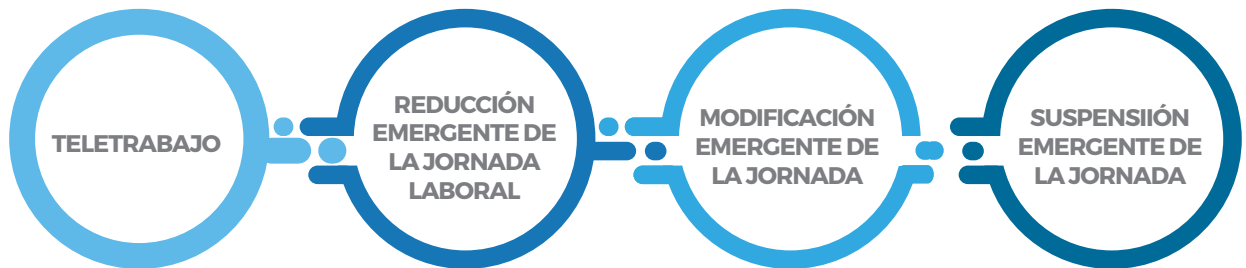 TELETRABAJO
REDUCCIÓN
EMERGENTE DE
LA JORNADA
LABORAL
MODIFICACIÓN
EMERGENTE DE
LA JORNADA
SUSPENSIIÓN
EMERGENTE DE
LA JORNADA